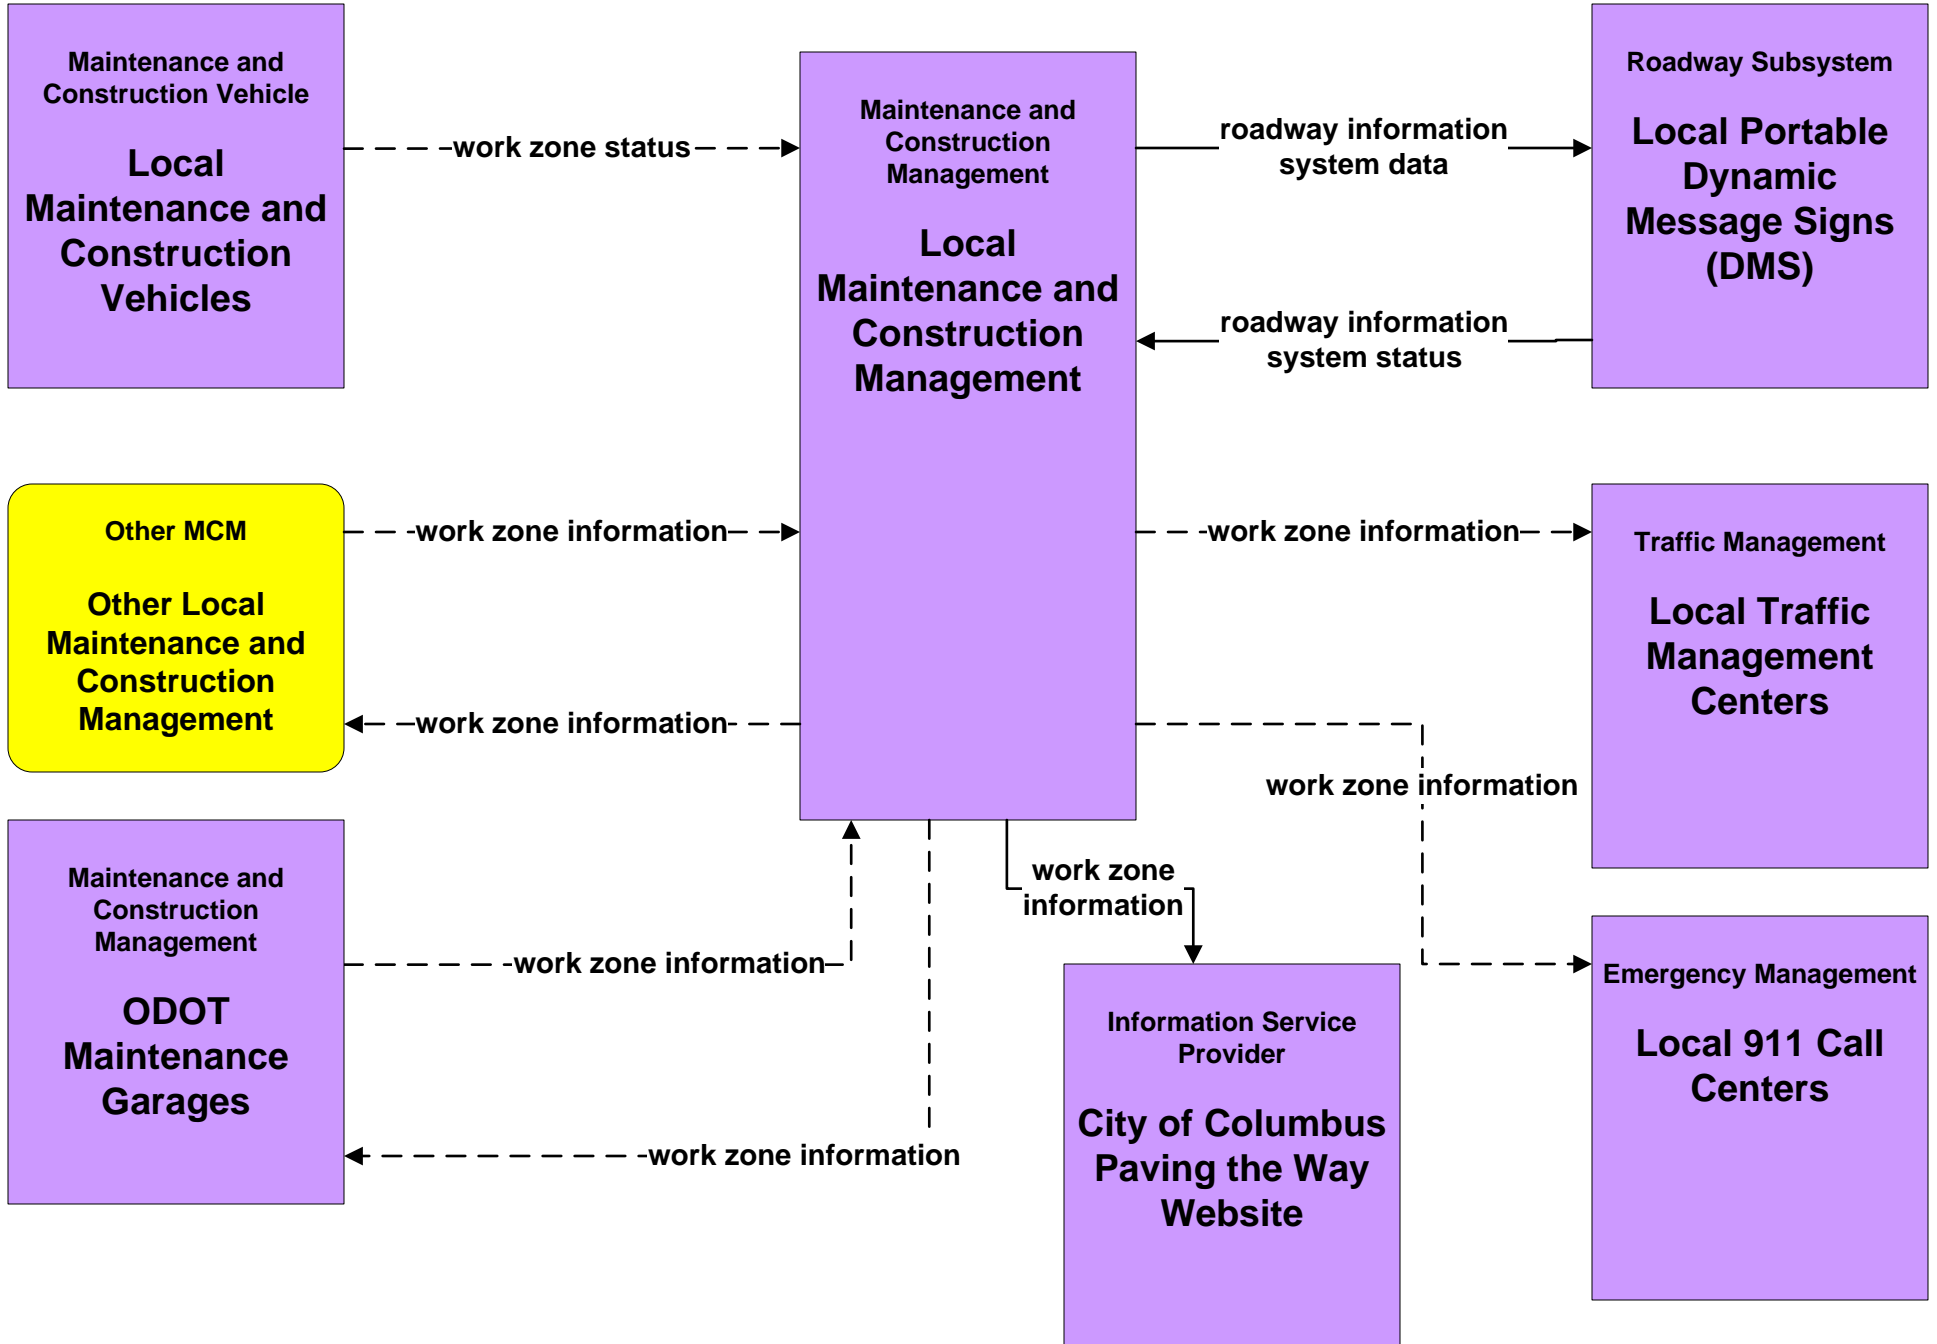 Maintenance and
Construction Vehicle
Local
Maintenance and
Construction
Vehicles
work zone status
Maintenance and
Construction
Management
Local
Maintenance and
Construction
Management
roadway information
system data
roadway information
system status
Roadway Subsystem
Local Portable
Dynamic
Message Signs
(DMS)
Other MCM
Other Local
Maintenance and
Construction
Management
work zone information
work zone information
work zone information
Traffic Management
Local Traffic
Management
Centers
work zone information
Maintenance and
Construction
Management
ODOT
Maintenance
Garages
work zone information
work zone information
work zone
information
Information Service
Provider
City of Columbus
Paving the Way
Website
Emergency Management
Local 911 Call
Centers